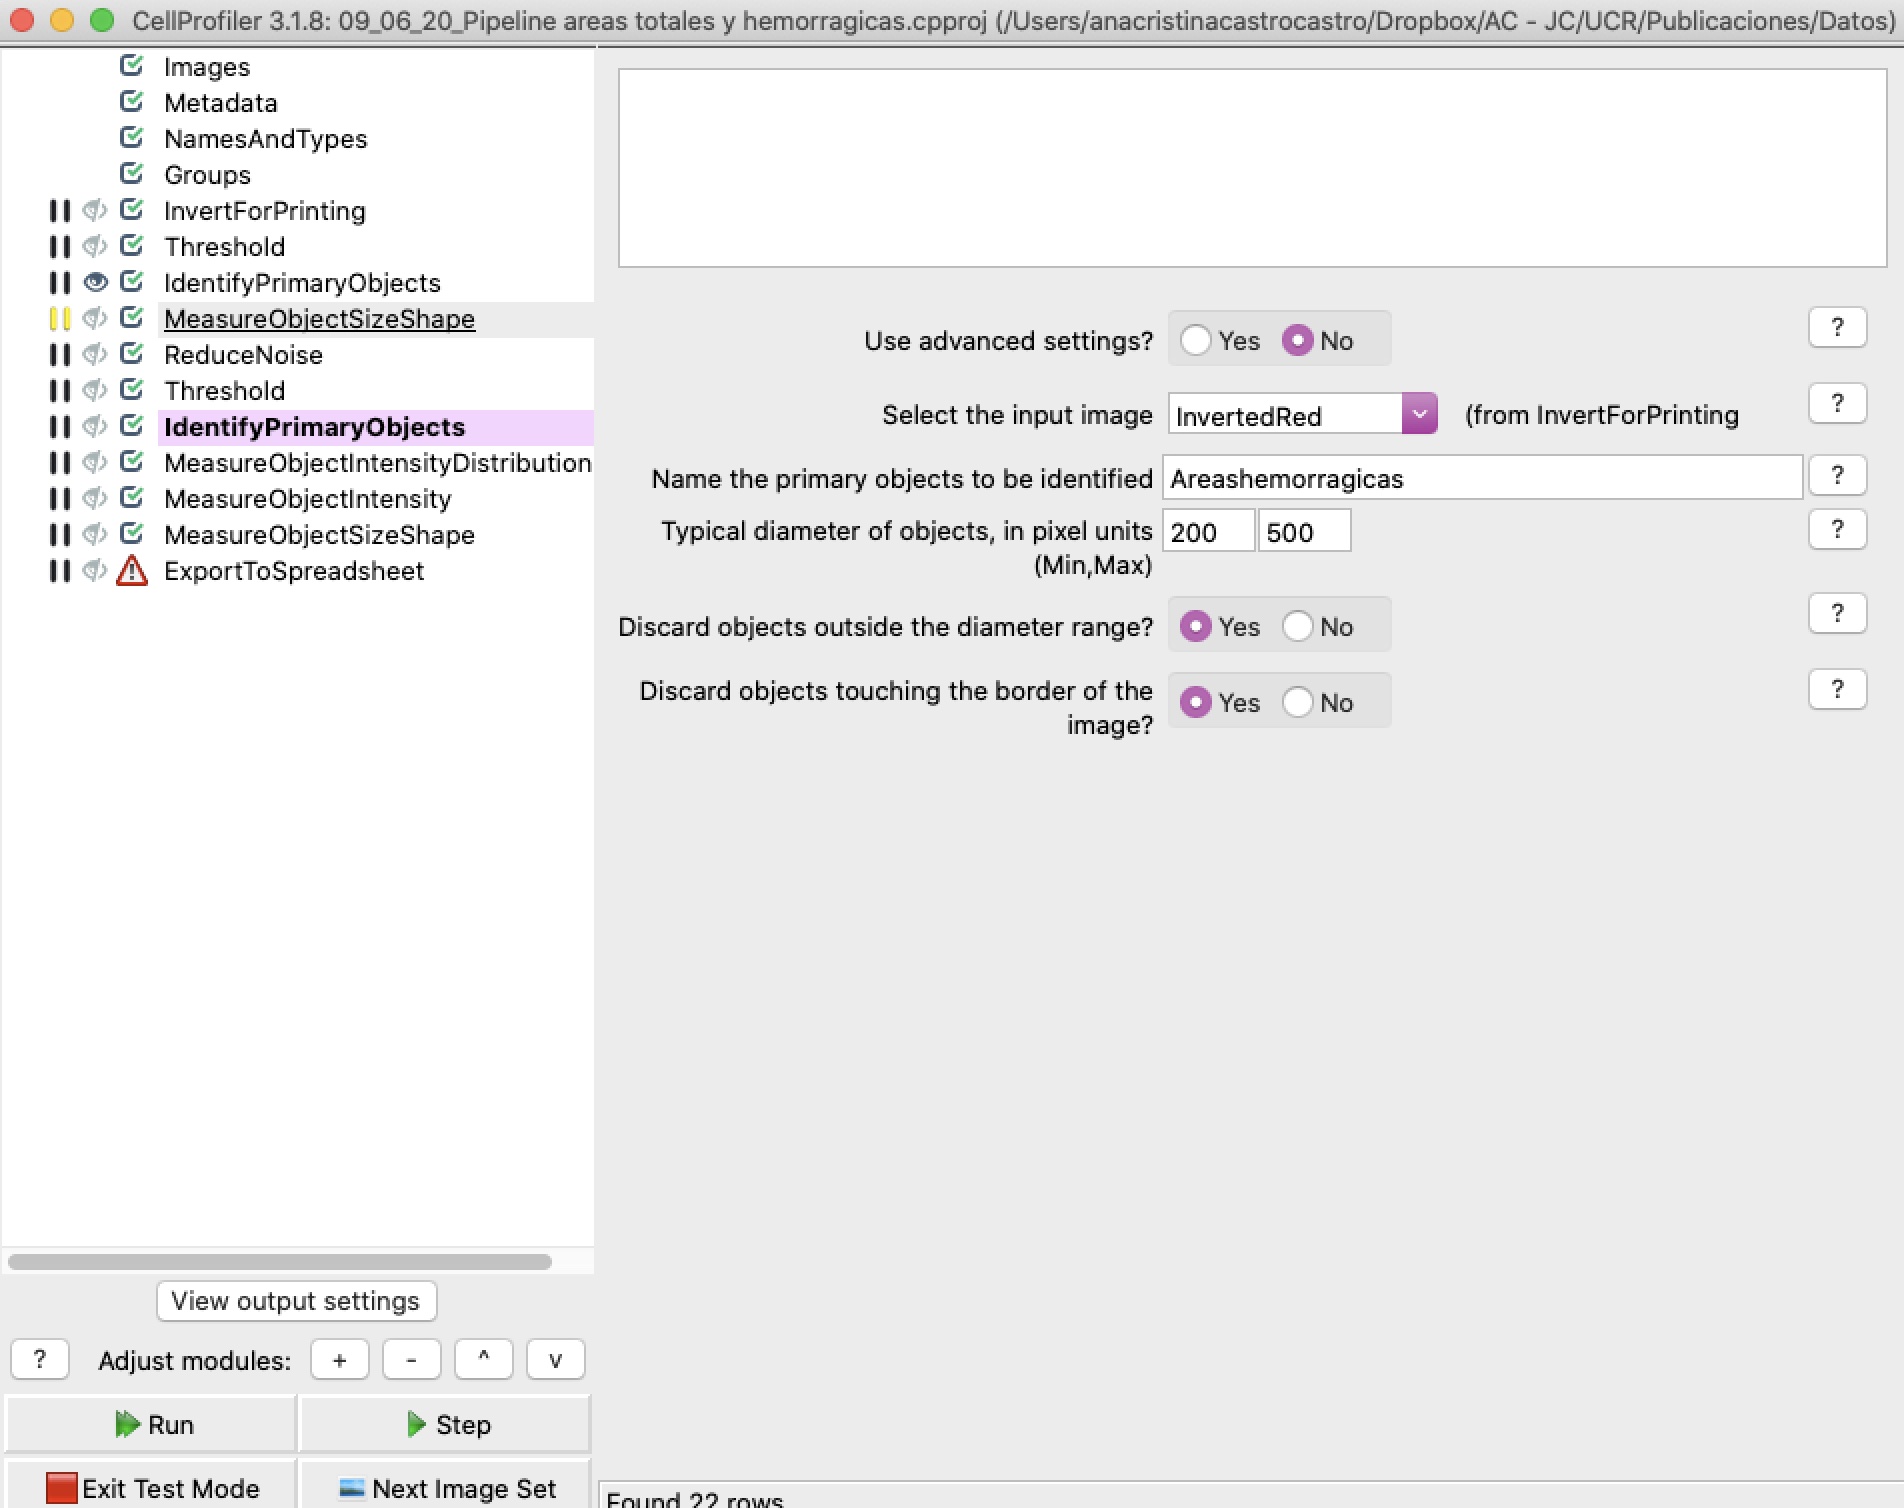 CellProfiler 3.1.8: 09_06_20_Pipeline areas totales y hemorragicas.cpproj (/Users/anacristinacastrocastro/Dropbox/AC - JC/UCR/Publicaciones/Datos)
Images
Metadata
NamesAndTypes
Groups
InvertForPrinting
Threshold
IdentifyPrimaryObjects
MeasureObjectSizeShape
ReduceNoise
Threshold
IdentifyPrimaryObjects
MeasureObjectIntensityDistribution
MeasureObjectIntensity
MeasureObjectSizeShape
ExportToSpreadsheet
View output settings
? Adjust modules: + - ^ v
Run Step
Exit Test Mode Next Image Set
Use advanced settings? Yes No ?
Select the input image InvertedRed (from InvertForPrinting ?
Name the primary objects to be identified Areashemorragicas ?
Typical diameter of objects, in pixel units 200 500 ?
(Min,Max)
Discard objects outside the diameter range? Yes No ?
Discard objects touching the border of the Yes No ?
image?
Found 22 rows